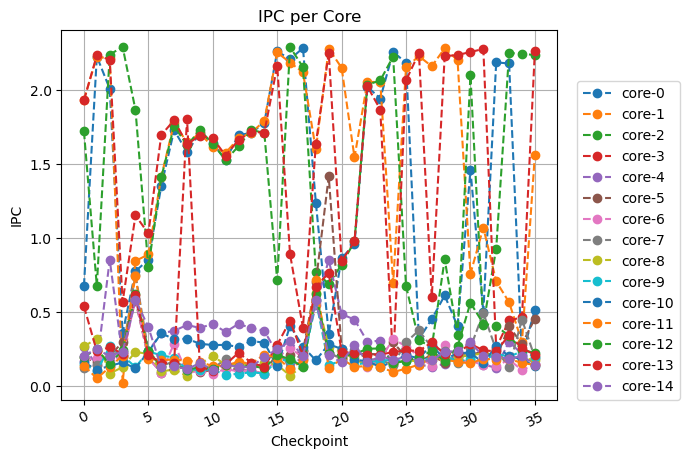 IPC per Core
IPC
2.0
1.5
1.0
0.5
0.0
0
5
10
15
20
25
30
35
Checkpoint
core-0
core-1
core-2
core-3
core-4
core-5
core-6
core-7
core-8
core-9
core-10
core-11
core-12
core-13
core-14